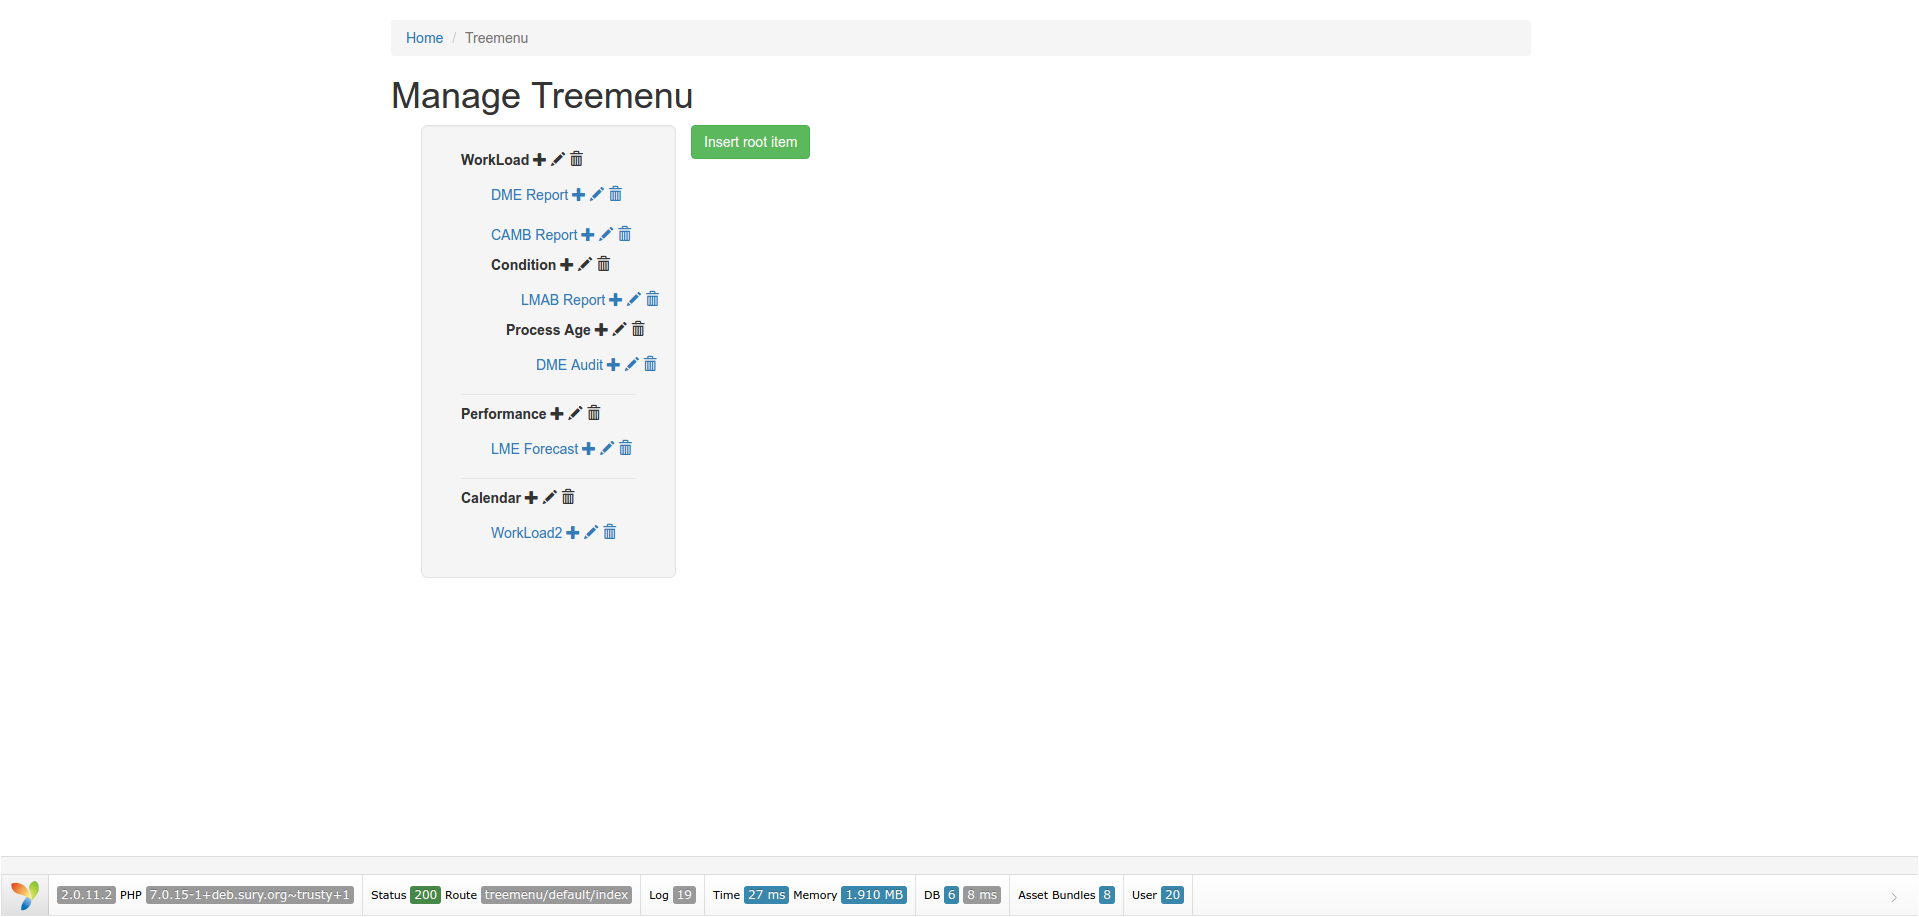 Home / Treemenu
Manage Treemenu
Insert root item
WorkLoad
DME Report
CAMB Report
Condition
LMAB Report
Process Age
DME Audit
Performance
LME Forecast
Calendar
WorkLoad2
2.0.11.2 PHP 7.0.15-1+deb.sury.org~trusty+1 Status 200 Route treemenu/default/index Log 19 Time 27 ms Memory 1.910 MB DB 6 8 ms Asset Bundles 8 User 20